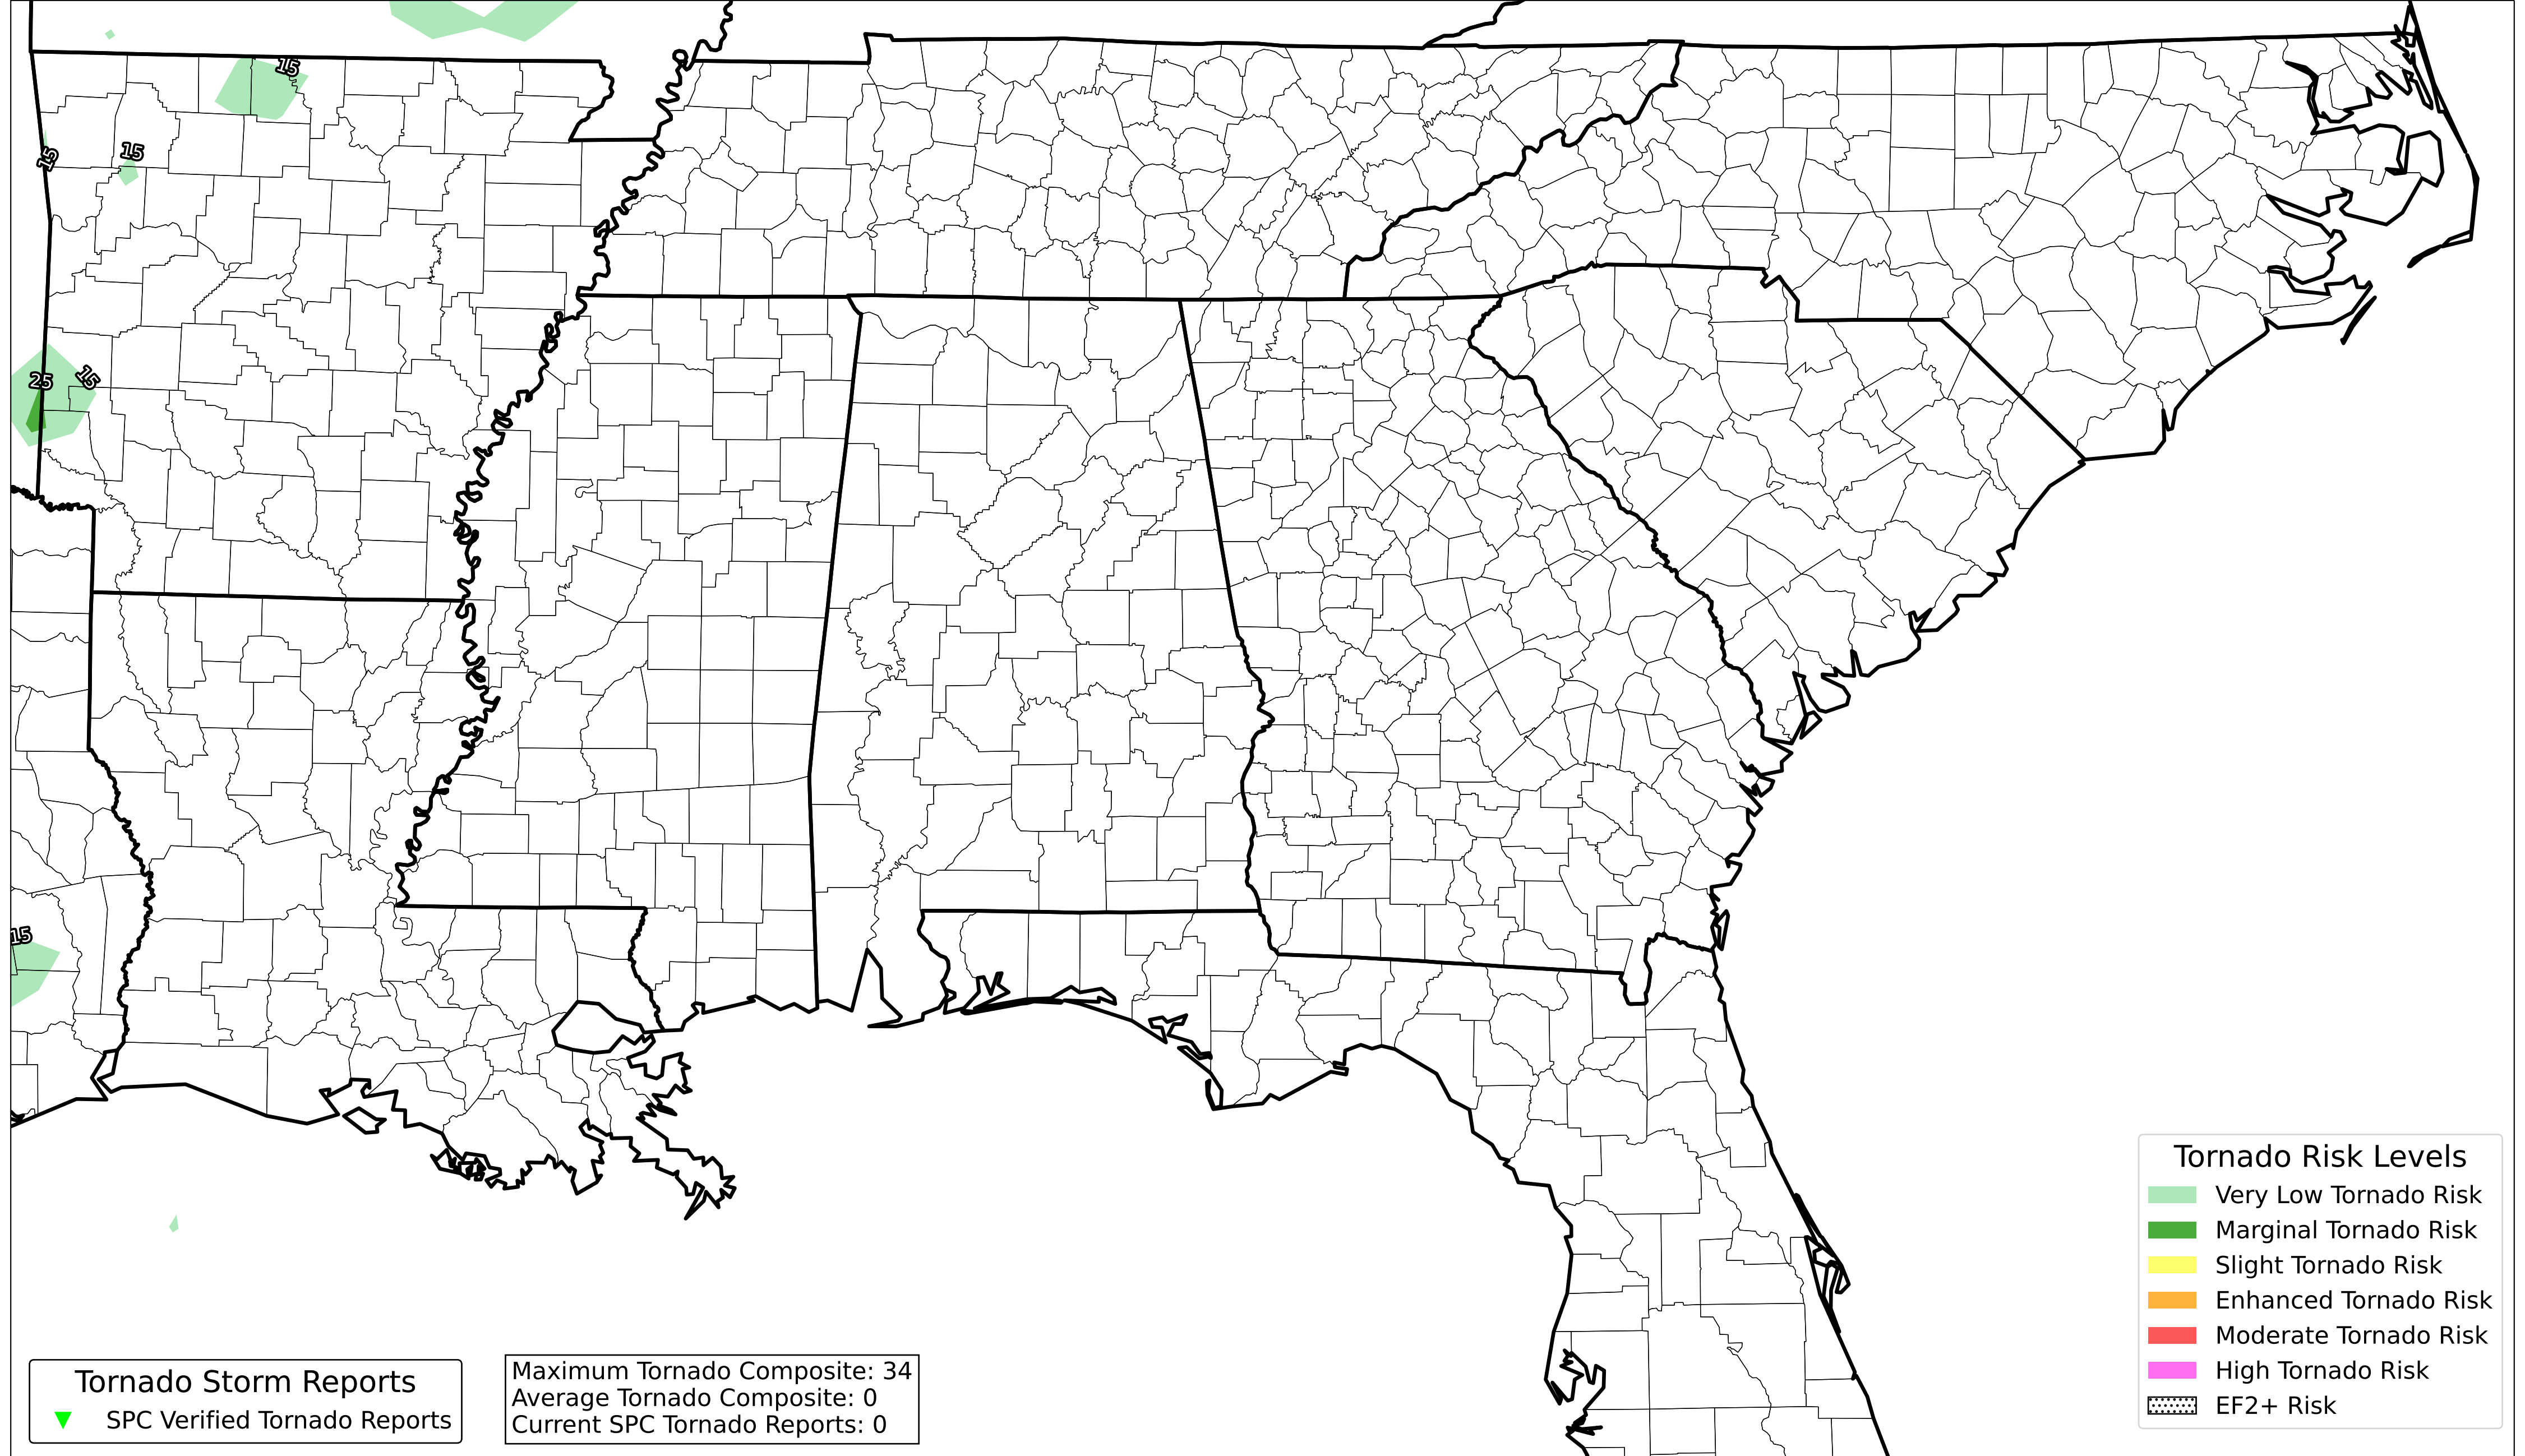 15
15
15
25
15
15
Tornado Storm Reports
SPC Verified Tornado Reports
Maximum Tornado Composite: 34
Average Tornado Composite: 0
Current SPC Tornado Reports: 0
Tornado Risk Levels
Very Low Tornado Risk
Marginal Tornado Risk
Slight Tornado Risk
Enhanced Tornado Risk
Moderate Tornado Risk
High Tornado Risk
EF2+ Risk